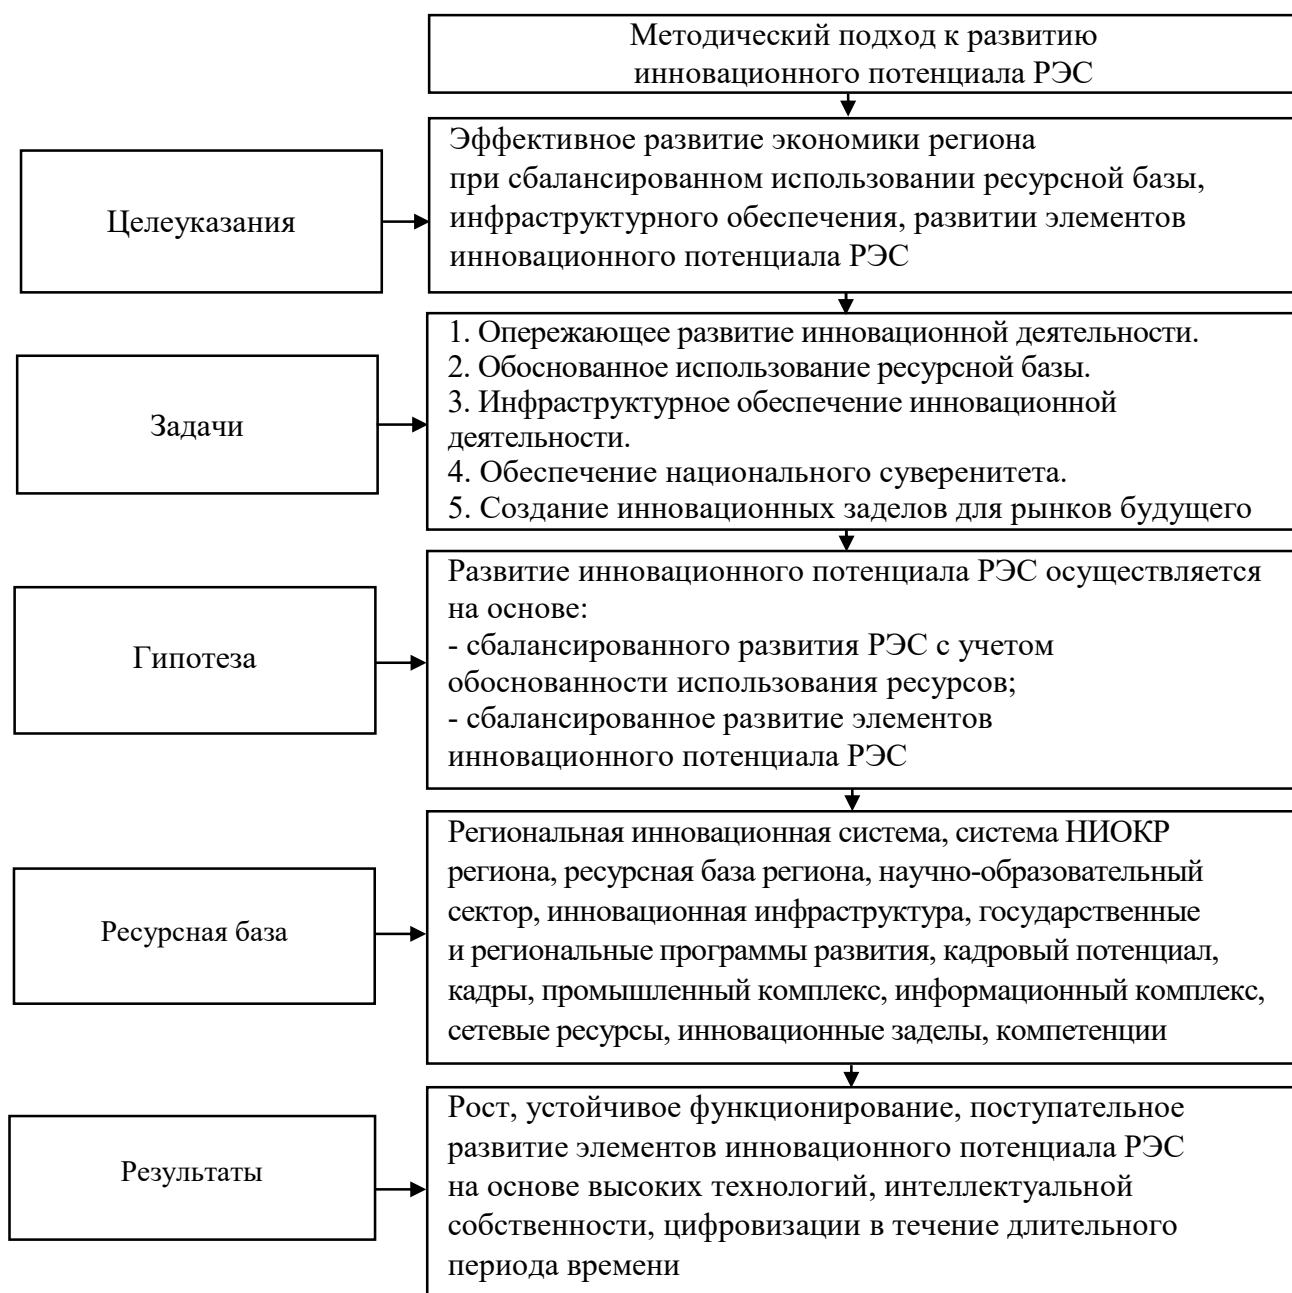 Методический подход к развитию
инновационного потенциала РЭС
Целеуказания
Эффективное развитие экономики региона
при сбалансированном использовании ресурсной базы,
инфраструктурного обеспечения, развитии элементов
инновационного потенциала РЭС
Задачи
1. Опережающее развитие инновационной деятельности.
2. Обоснованное использование ресурсной базы.
3. Инфраструктурное обеспечение инновационной
деятельности.
4. Обеспечение национального суверенитета.
5. Создание инновационных заделов для рынков будущего
Гипотеза
Развитие инновационного потенциала РЭС осуществляется
на основе:
- сбалансированного развития РЭС с учетом
обоснованности использования ресурсов;
- сбалансированное развитие элементов
инновационного потенциала РЭС
Ресурсная база
Региональная инновационная система, система НИОКР
региона, ресурсная база региона, научно-образовательный
сектор, инновационная инфраструктура, государственные
и региональные программы развития, кадровый потенциал,
кадры, промышленный комплекс, информационный комплекс,
сетевые ресурсы, инновационные заделы, компетенции
Результаты
Рост, устойчивое функционирование, поступательное
развитие элементов инновационного потенциала РЭС
на основе высоких технологий, интеллектуальной
собственности, цифровизации в течение длительного
периода времени